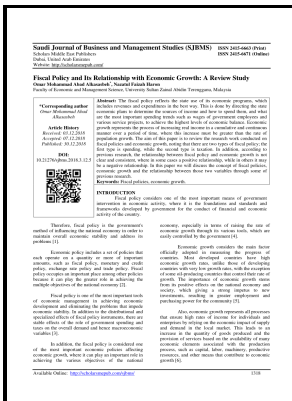 Saudi Journal of Business and Management Studies (SJBMS)
ISSN 2415-6663 (Print)
Scholars Middle East Publishers
ISSN 2415-6671 (Online)
Dubai, United Arab Emirates
Website: http://scholarsmepub.com/
Fiscal Policy and Its Relationship with Economic Growth: A Review Study
Omar Mohammad Ahmad Alkasasbeh, Nazatul Faizah Haron
Faculty of Economic and Management Science, University Sultan Zainal Abidin Terengganu, Malaysia
*Corresponding author
Omar Mohammad Ahmad
Alkasasbeh
Article History
Received: 03.12.2018
Accepted: 07.12.2018
Published: 30.12.2018
DOI:
10.21276/sjbms.2018.3.12.5
Abstract: The fiscal policy reflects the state use of its economic programs, which
includes revenues and expenditures in the best way. This is done by directing the state
economic plans to determine the sources of income and how to spend them, and what
are the most important spending trends such as wages of government employees and
various service projects, to achieve the highest levels of economic balance. Economic
growth represents the process of increasing real income in a cumulative and continuous
manner over a period of time, where this increase must be greater than the rate of
population growth. The aim of this paper is to review the research work conducted on
fiscal policies and economic growth, noting that there are two types of fiscal policy; the
first type is spending, while the second type is taxation. In addition, according to
previous research, the relationship between fiscal policy and economic growth is not
clear and consistent, where in some cases a positive relationship, while in others it may
be a negative relationship. In this paper we will discuss the concept of fiscal policies,
economic growth and the relationship between those two variables through some of
previous research.
Keywords: Fiscal policies, economic growth.
INTRODUCTION
Fiscal policy considers one of the most important means of government
intervention in economic activity, where it is the foundations and standards and
frameworks developed by government for the conduct of financial and economic
activity of the country.
Therefore, fiscal policy is the government's
method of influencing the national economy in order to
maintain overall economic stability and address its
problems [1].
Economic policy includes a set of policies that
each operate on a quantity or more of important
amounts, such as fiscal policy, monetary and credit
policy, exchange rate policy and trade policy. Fiscal
policy occupies an important place among other policies
because it can play the greater role in achieving the
multiple objectives of the national economy [2].
Fiscal policy is one of the most important tools
of economic management in achieving economic
development and eliminating the problems that impede
economic stability. In addition to the distributional and
specialized effects of fiscal policy instruments, there are
visible effects of the role of government spending and
taxes on the overall demand and hence macroeconomic
variables [3].
In addition, the fiscal policy is considered one
of the most important economic policies affecting
economic growth, where it can play an important role in
achieving the various objectives of the national
economy, especially in terms of raising the rate of
economic growth through its various tools, which are
easily controlled by the government [4].
Economic growth considers the main factor
officially adopted in measuring the progress of
countries. Most developed countries have high
economic growth rates, unlike those of developing
countries with very low growth rates, with the exception
of some oil producing countries that control their rate of
growth. The importance of economic growth stems
from its positive effects on the national economy and
society, which giving a strong impetus to new
investments, resulting in greater employment and
purchasing power for the community [5].
Also, economic growth represents all processes
that ensure high rates of income for individuals and
enterprises by relying on the economic impact of supply
and demand in the local market. This leads to an
increase in the quantity of goods produced and the
provision of services based on the availability of many
economic elements associated with the production
process, such as capital, labor, machinery, productive
resources, and other means that contribute to economic
growth [6].
Available Online: http://scholarsmepub.com/sjbms/
1318